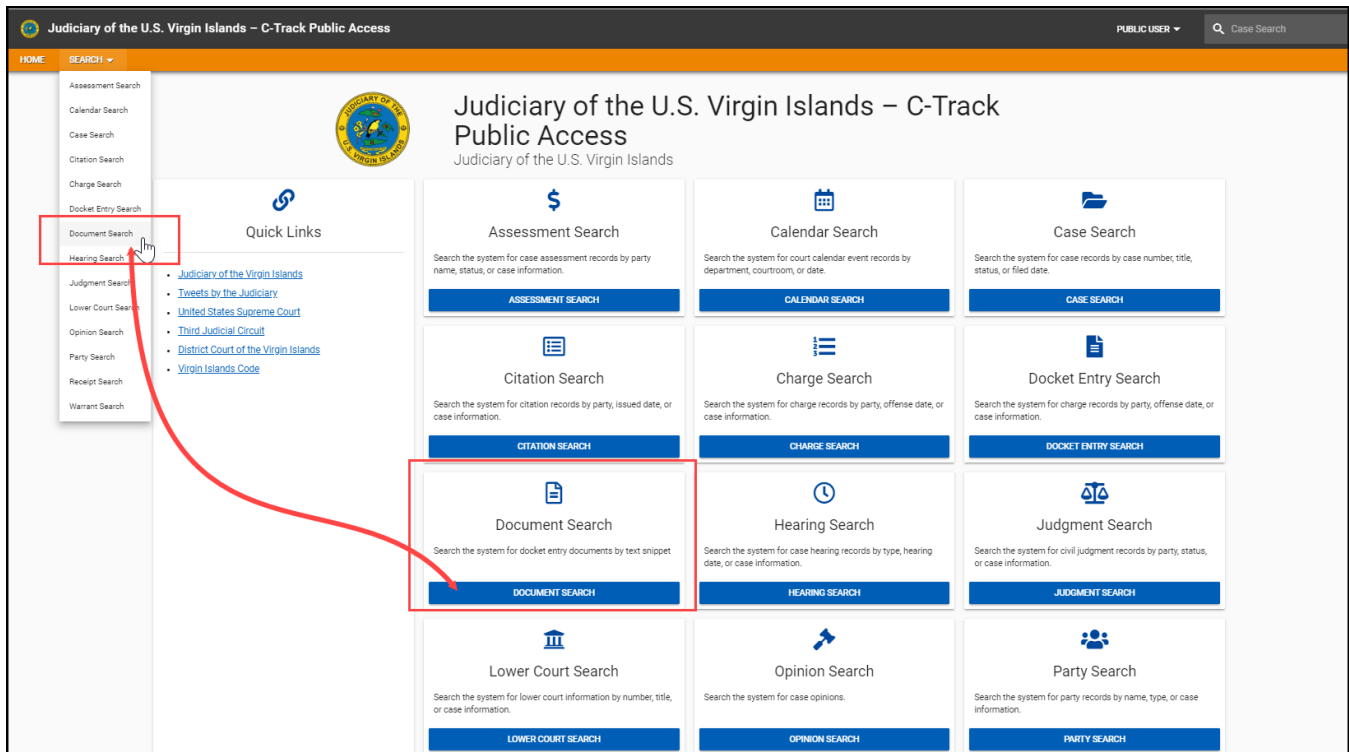 Judiciary of the U.S. Virgin Islands – C-Track Public Access
PUBLIC USER
Case Search
HOME
SEARCH
Assessment Search
Calendar Search
Case Search
Citation Search
Charge Search
Docket Entry Search
Document Search
Hearing Search
Judgment Search
Lower Court Search
Opinion Search
Party Search
Receipt Search
Warrant Search
JUDICIARY OF THE
U.S. VIRGIN ISLANDS
Judiciary of the U.S. Virgin Islands – C-Track
Public Access
Judiciary of the U.S. Virgin Islands
Quick Links
Judiciary of the Virgin Islands
Tweets by the Judiciary
United States Supreme Court
Third Judicial Circuit
District Court of the Virgin Islands
Virgin Islands Code
Assessment Search
Search the system for case assessment records by party
name, status, or case information.
ASSESSMENT SEARCH
Calendar Search
Search the system for court calendar event records by
department, courtroom, or date.
CALENDAR SEARCH
Case Search
Search the system for case records by case number, title,
status, or filed date.
CASE SEARCH
Citation Search
Search the system for citation records by party, issued date, or
case information.
CITATION SEARCH
Charge Search
Search the system for charge records by party, offense date, or
case information.
CHARGE SEARCH
Docket Entry Search
Search the system for charge records by party, offense date, or
case information.
DOCKET ENTRY SEARCH
Document Search
Search the system for docket entry documents by text snippet
DOCUMENT SEARCH
Hearing Search
Search the system for case hearing records by type, hearing
date, or case information.
HEARING SEARCH
Judgment Search
Search the system for civil judgment records by party, status,
or case information.
JUDGMENT SEARCH
Lower Court Search
Search the system for lower court information by number, title,
or case information.
LOWER COURT SEARCH
Opinion Search
Search the system for case opinions.
OPINION SEARCH
Party Search
Search the system for party records by name, type, or case
information.
PARTY SEARCH